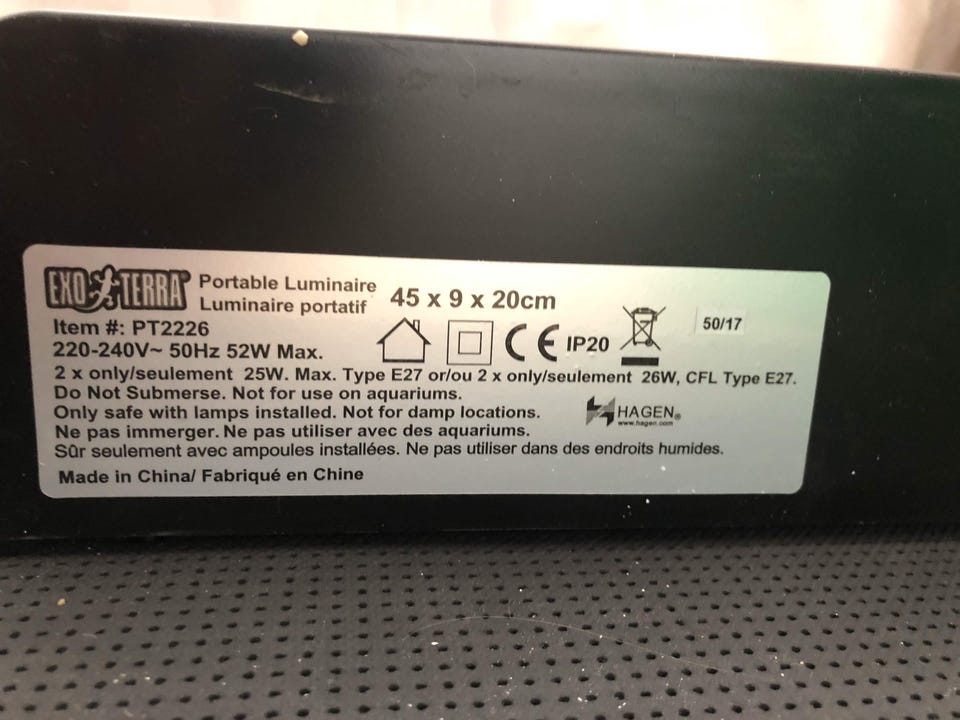 EXO TERRA® Portable Luminaire
Luminaire portatif 45 x 9 x 20cm
Item #: PT2226
220-240V~ 50Hz 52W Max. CE IP20 50/17
2 x only/seulement 25W. Max. Type E27 or/ou 2 x only/seulement 26W, CFL Type E27.
Do Not Submerse. Not for use on aquariums.
Only safe with lamps installed. Not for damp locations.
HAGEN®
www.hagen.com
Ne pas immerger. Ne pas utiliser avec des aquariums.
Sûr seulement avec ampoules installées. Ne pas utiliser dans des endroits humides.
Made in China/ Fabriqué en Chine